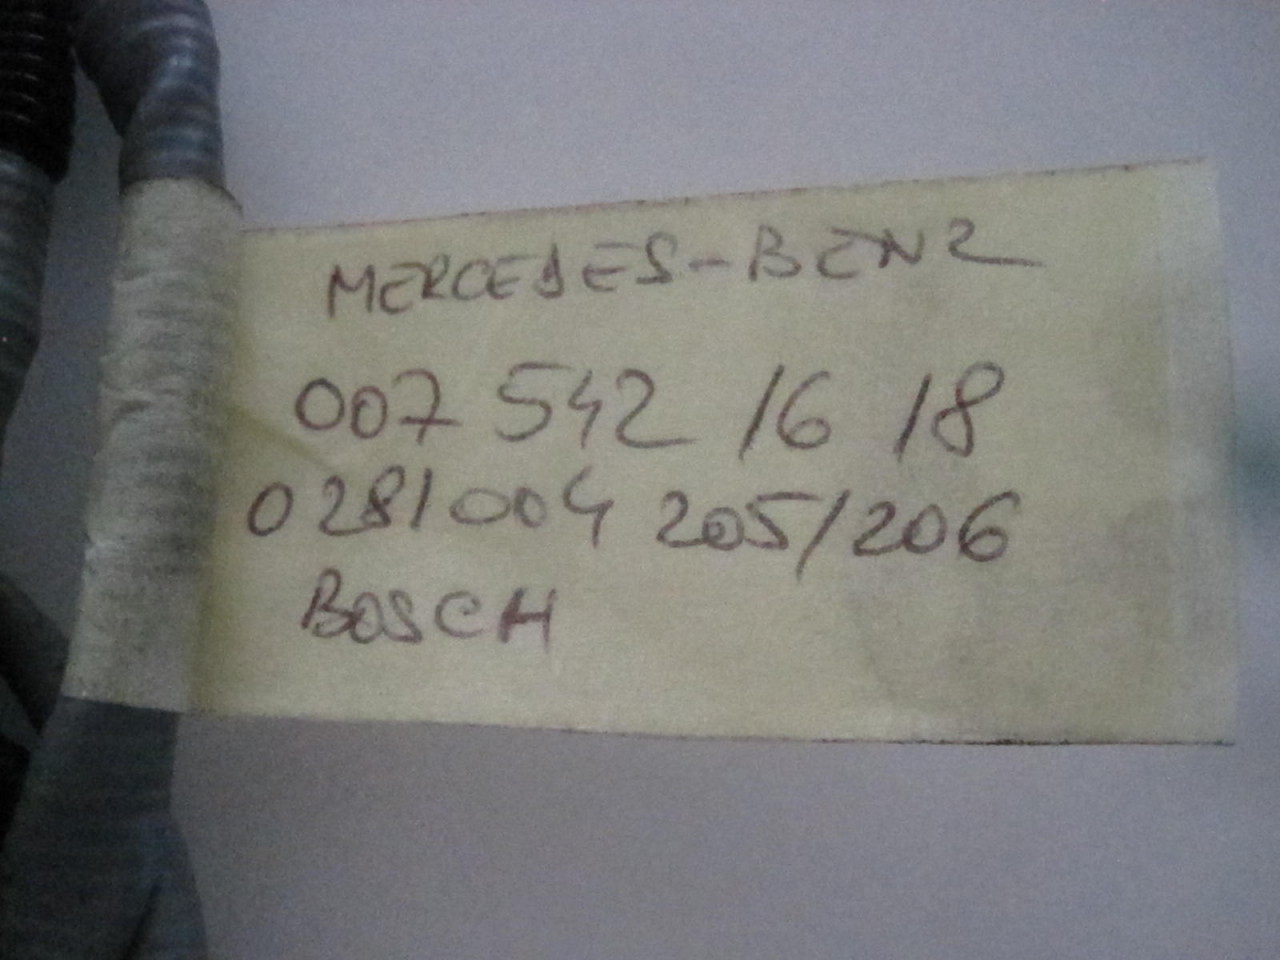 MERCEDES-BENZ
007 542 16 18
0281004 205/206
BOSCH